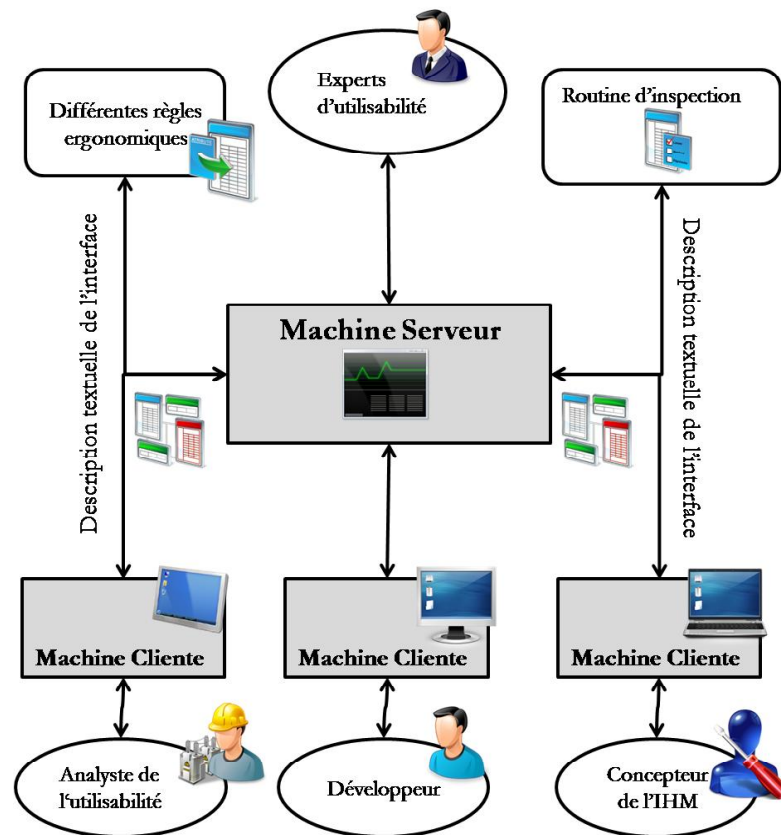 Experts
d'utilisabilité
Différentes règles
ergonomiques
Routine d'inspection
Description textuelle de l'interface
Machine Serveur
Description textuelle de l'interface
Machine Cliente
Machine Cliente
Machine Cliente
Analyste de
l'utilisabilité
Développeur
Concepteur
de l'IHM